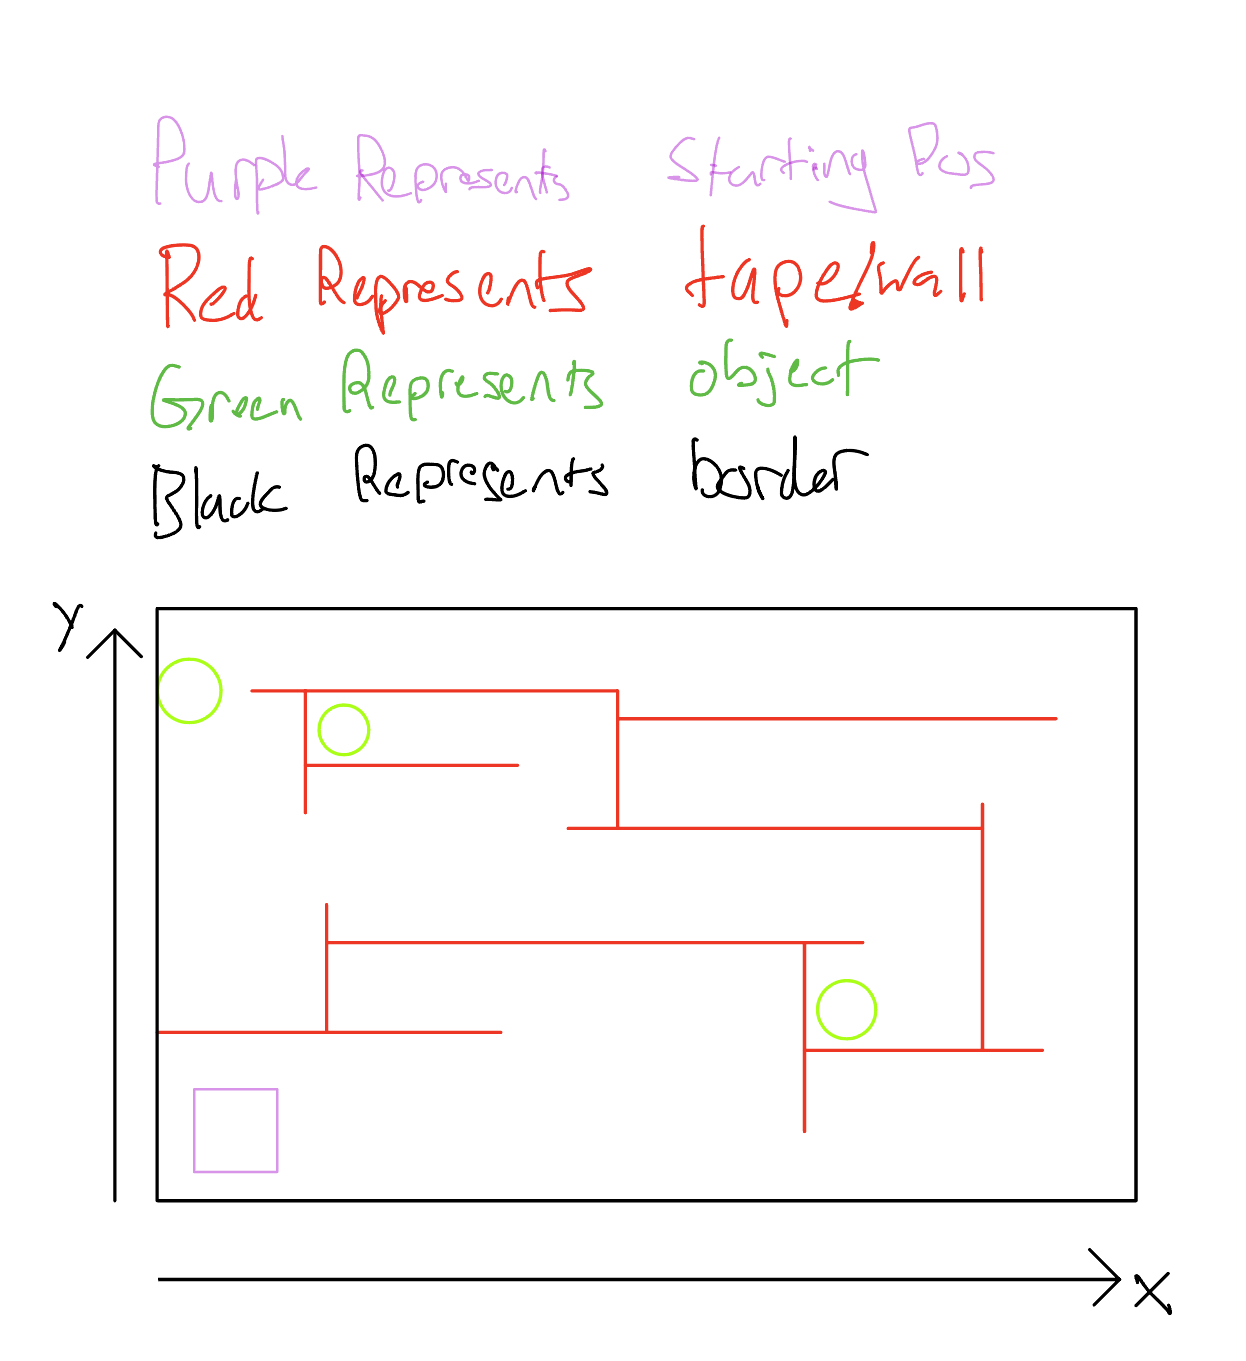 Purple Represents Starting Pos
Red Represents tape/wall
Green Represents object
Black Represents border
y
x